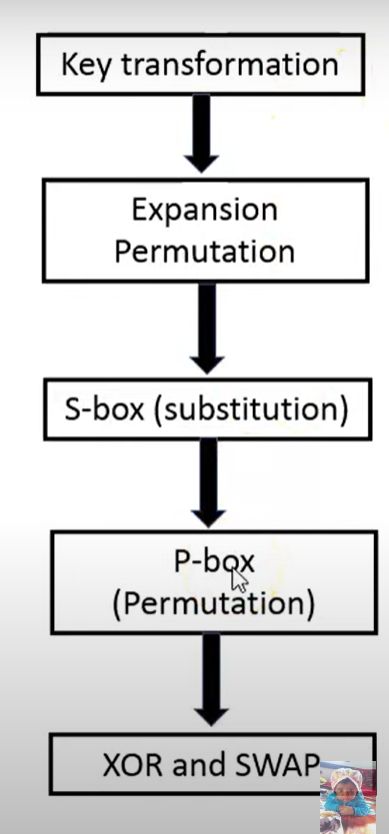 Key transformation
Expansion
Permutation
S-box (substitution)
P-box
(Permutation)
XOR and SWAP